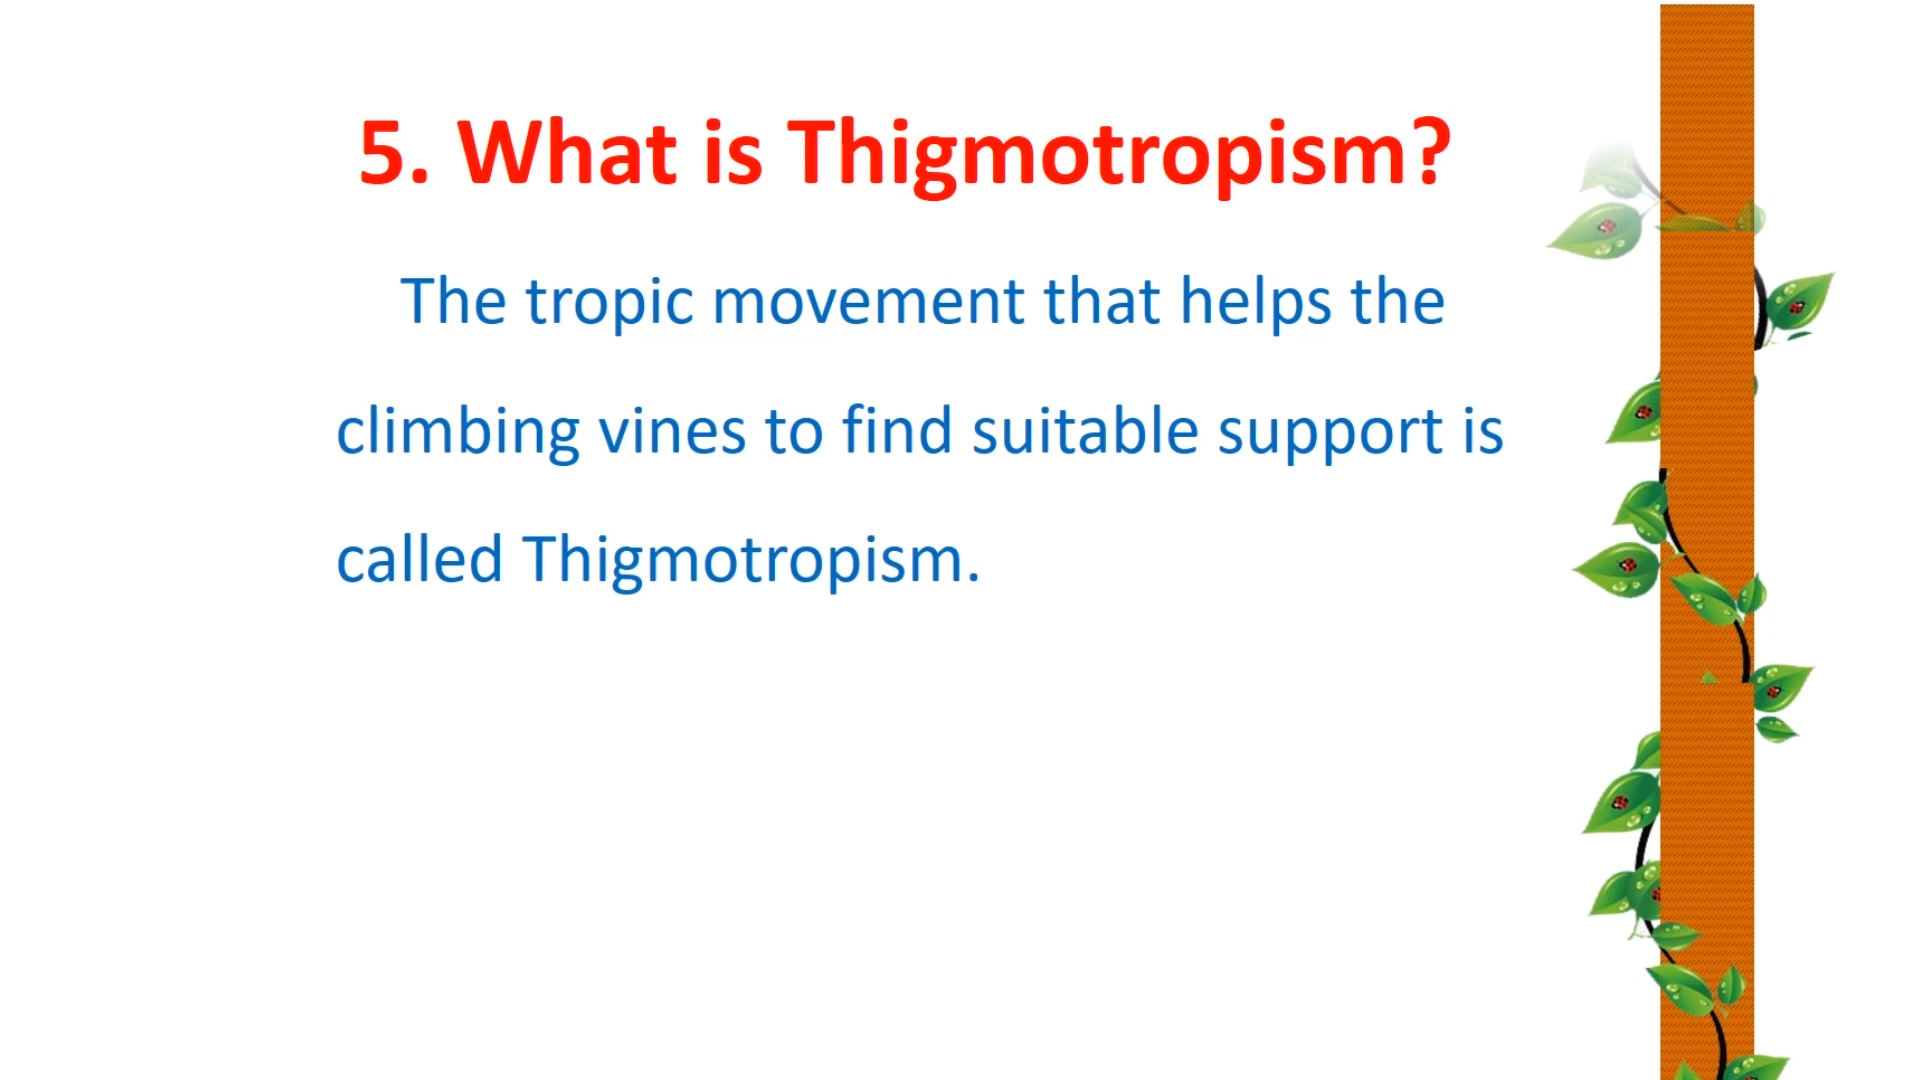 5. What is Thigmotropism?
The tropic movement that helps the
climbing vines to find suitable support is
called Thigmotropism.